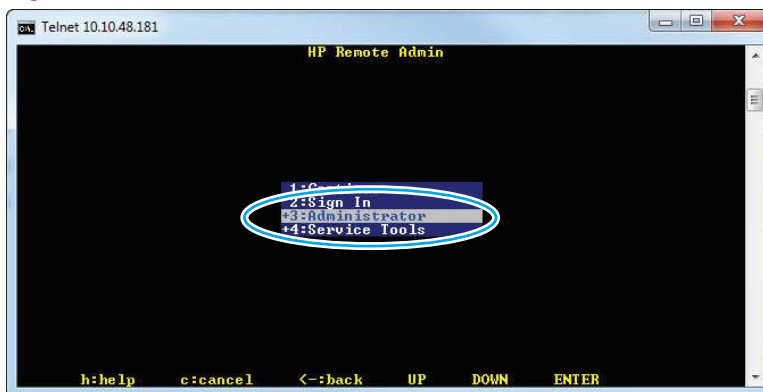 Telnet 10.10.48.181
HP Remote Admin
2:Sign In
+3:Administrator
+4:Service Tools
h:help c:cancel <-:back UP DOWN ENTER